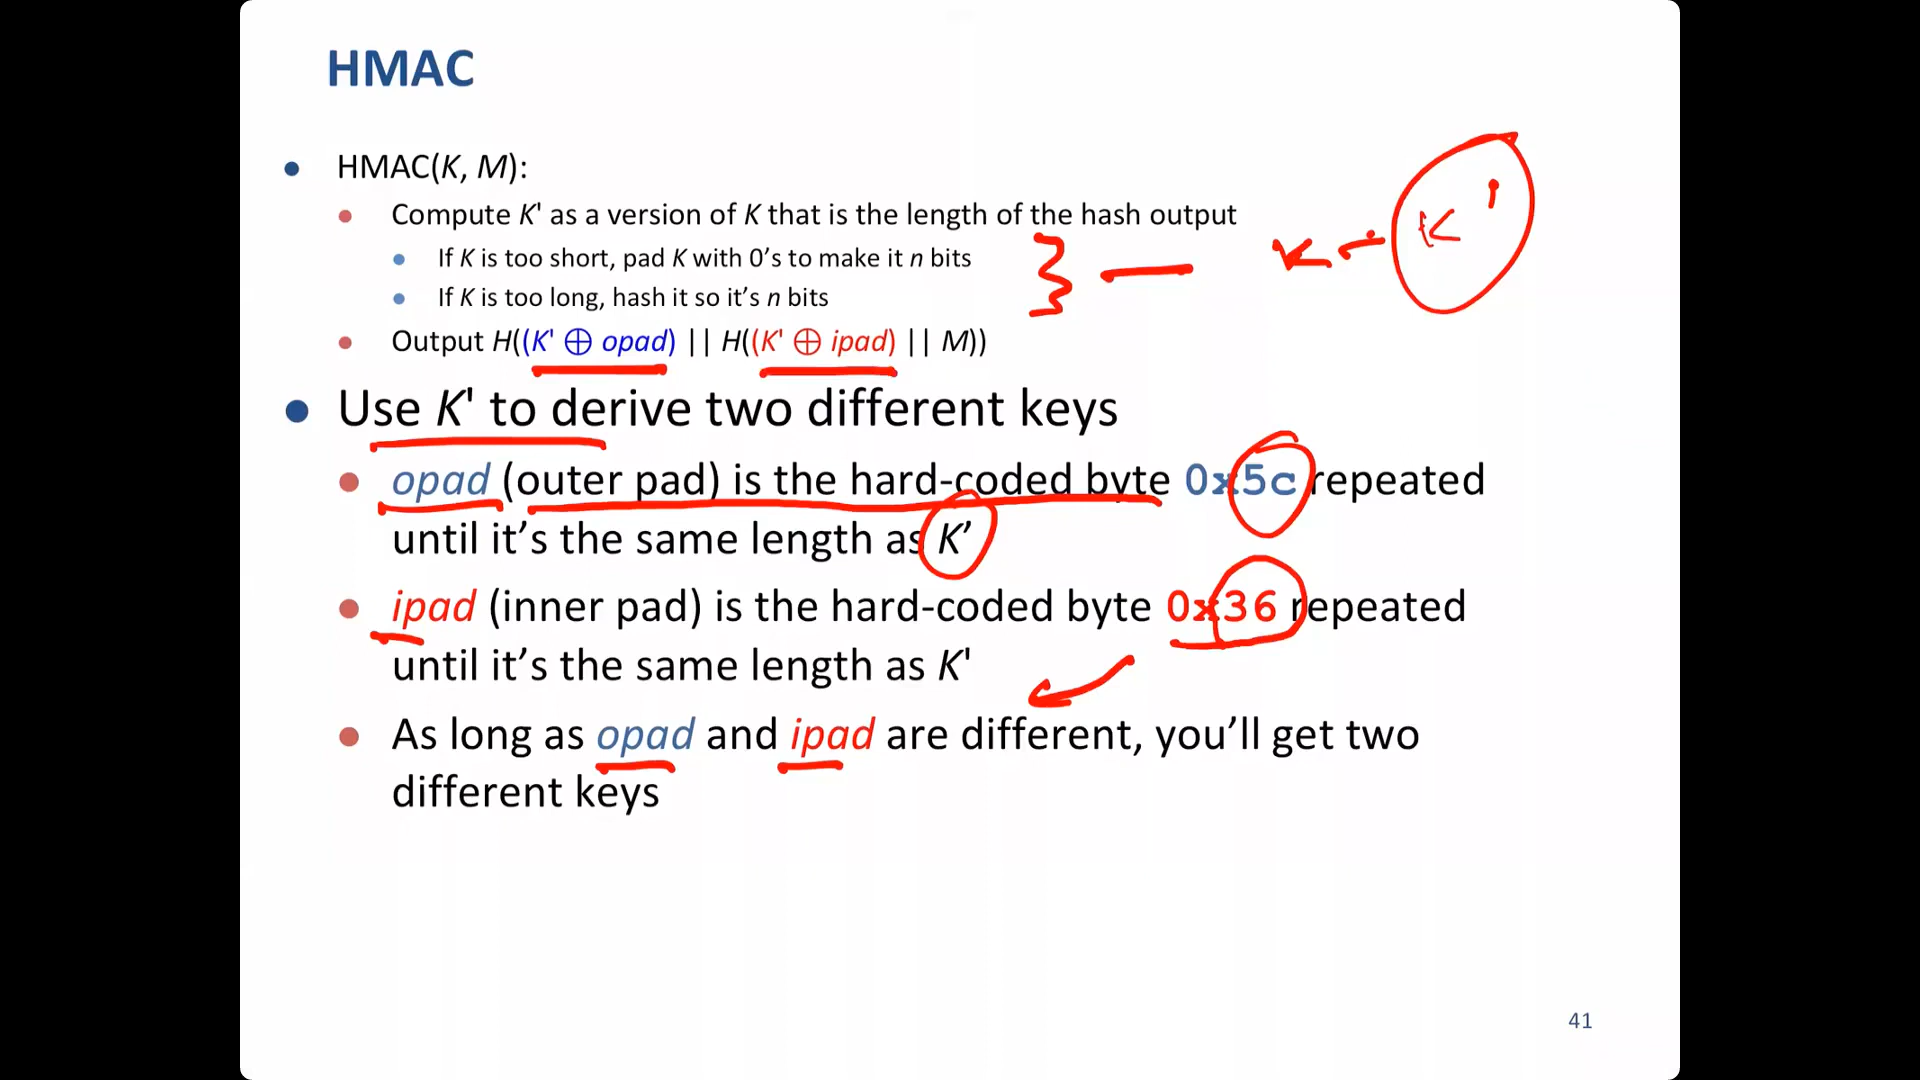 HMAC
HMAC(K, M):
Compute K' as a version of K that is the length of the hash output
If K is too short, pad K with 0’s to make it n bits
If K is too long, hash it so it’s n bits
K K'
Output H((K' ⊕ opad) || H((K' ⊕ ipad) || M))
Use K' to derive two different keys
opad (outer pad) is the hard-coded byte 0x5c repeated
until it’s the same length as K’
ipad (inner pad) is the hard-coded byte 0x36 repeated
until it’s the same length as K'
As long as opad and ipad are different, you’ll get two
different keys
41